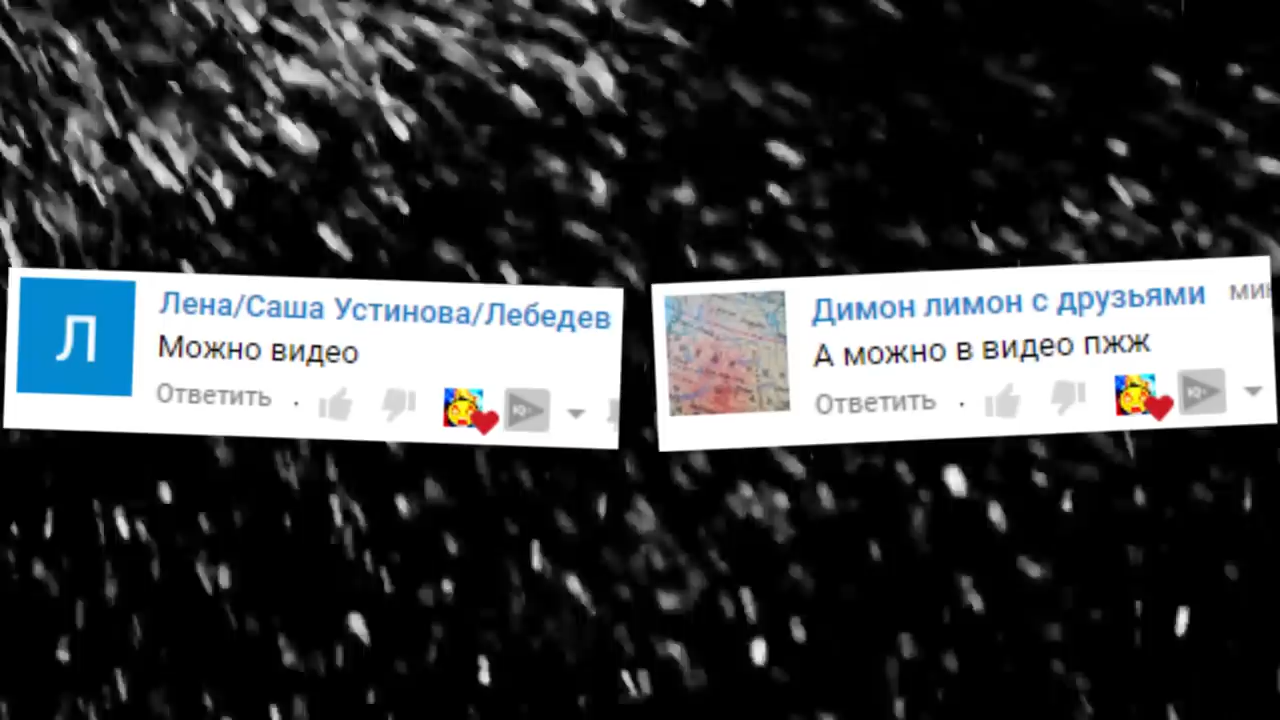 Л
Лена/Саша Устинова/Лебедев
Можно видео
Ответить
Димон лимон с друзьями
А можно в видео пжж
Ответить